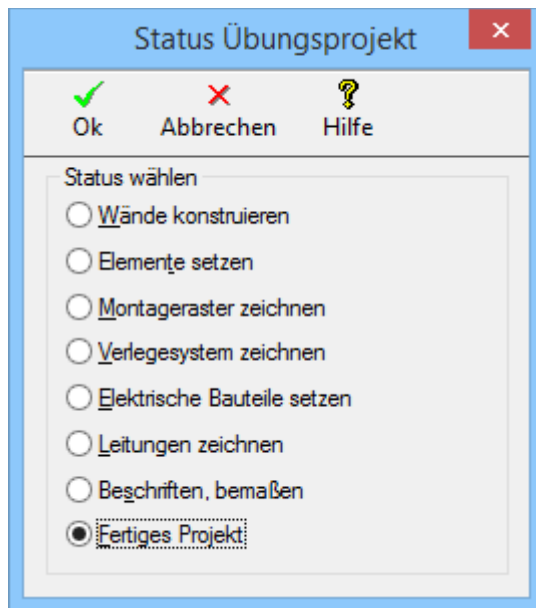 Status Übungsprojekt
Ok Abbrechen Hilfe
Status wählen
Wände konstruieren
Elemente setzen
Montageraster zeichnen
Verlegesystem zeichnen
Elektrische Bauteile setzen
Leitungen zeichnen
Beschriften, bemaßen
Fertiges Projekt